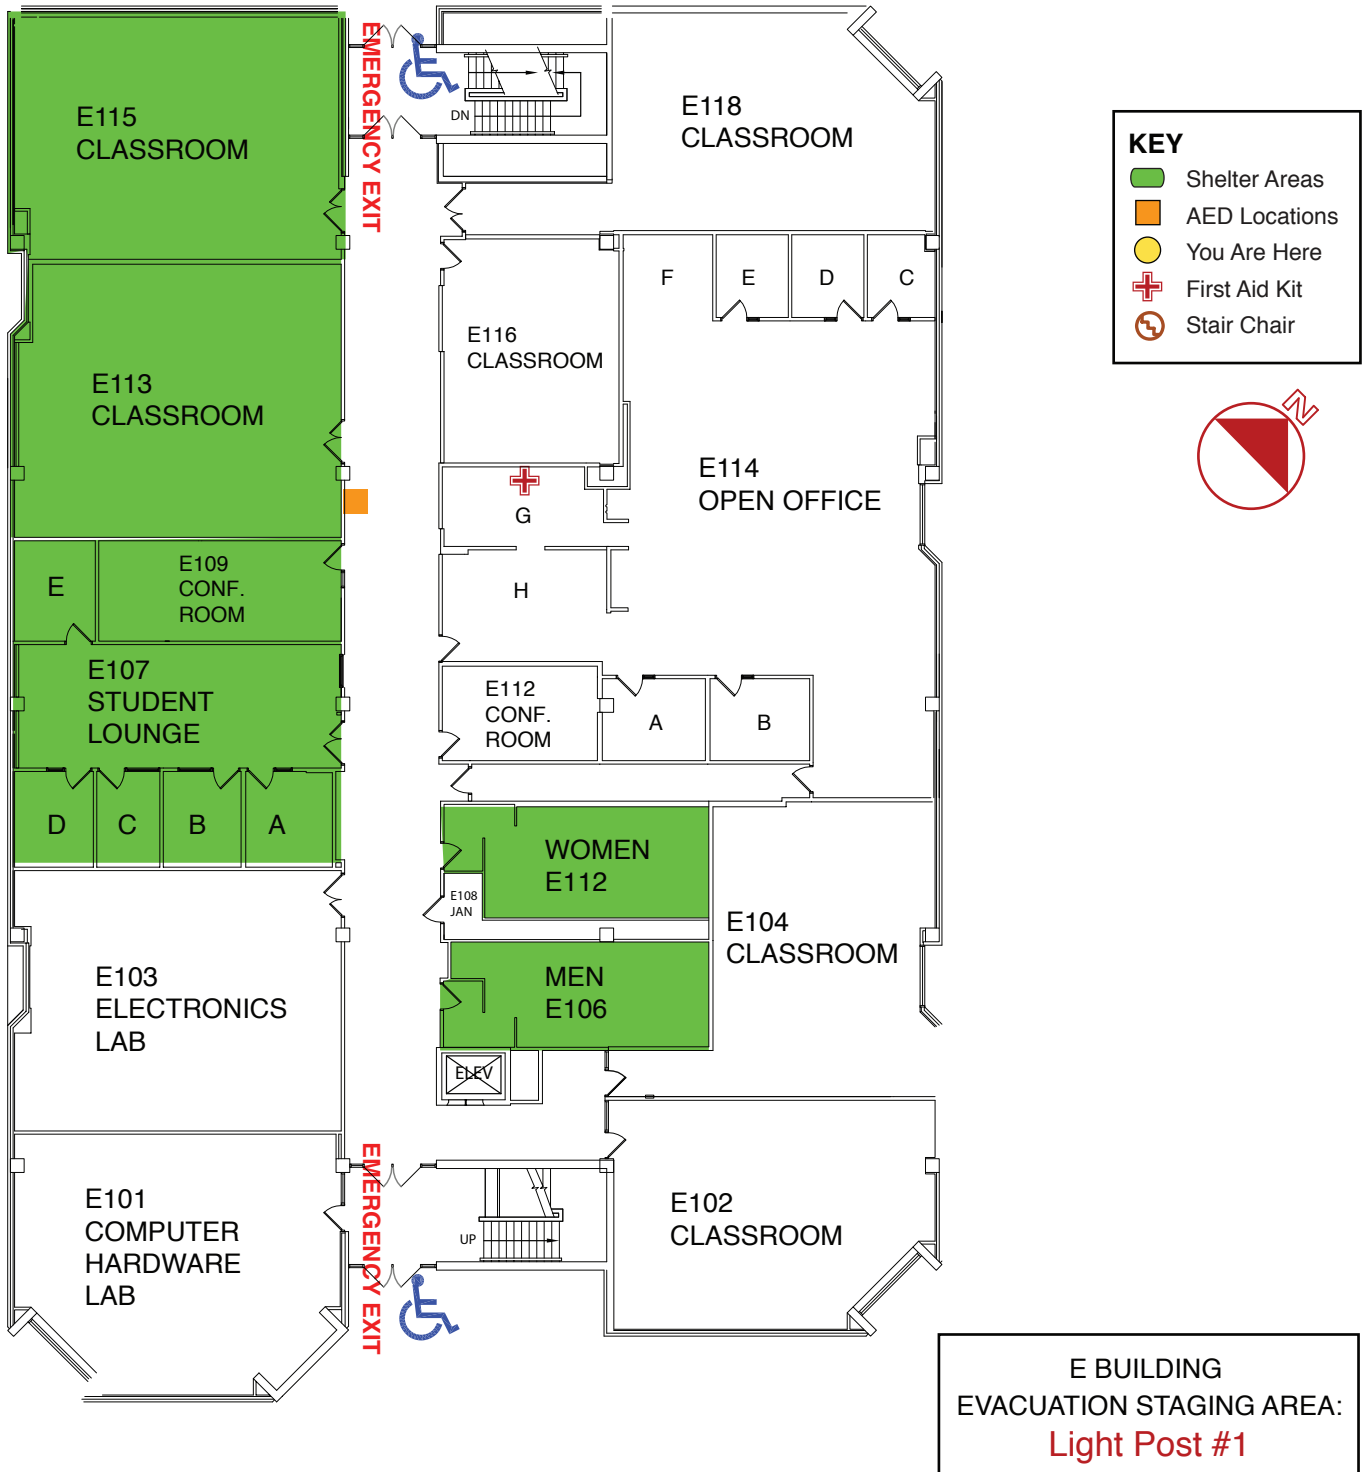 EMERGENCY EXIT
E115
CLASSROOM
DN
E118
CLASSROOM
KEY
Shelter Areas
AED Locations
You Are Here
First Aid Kit
Stair Chair
N
F
E
D
C
E116
CLASSROOM
E113
CLASSROOM
E114
OPEN OFFICE
G
E
E109
CONF.
ROOM
H
E107
STUDENT
LOUNGE
E112
CONF.
ROOM
A
B
D
C
B
A
WOMEN
E112
E108
JAN
E104
CLASSROOM
MEN
E106
E103
ELECTRONICS
LAB
ELEV
EMERGENCY EXIT
E101
COMPUTER
HARDWARE
LAB
UP
E102
CLASSROOM
E BUILDING
EVACUATION STAGING AREA:
Light Post #1